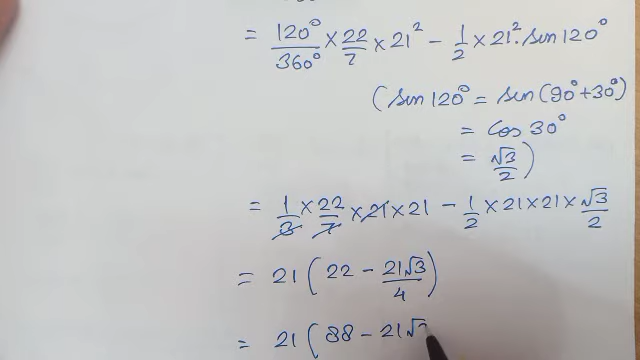 = 120°/360° × 22/7 × 21² - 1/2 × 21². sin 120°
(sin 120° = sin (90° + 30°)
= cos 30°
= √3/2)
= 1/3 × 22/7 × 21 × 21 - 1/2 × 21 × 21 × √3/2
= 21 ( 22 - 21√3/4 )
= 21 ( 88 - 21√